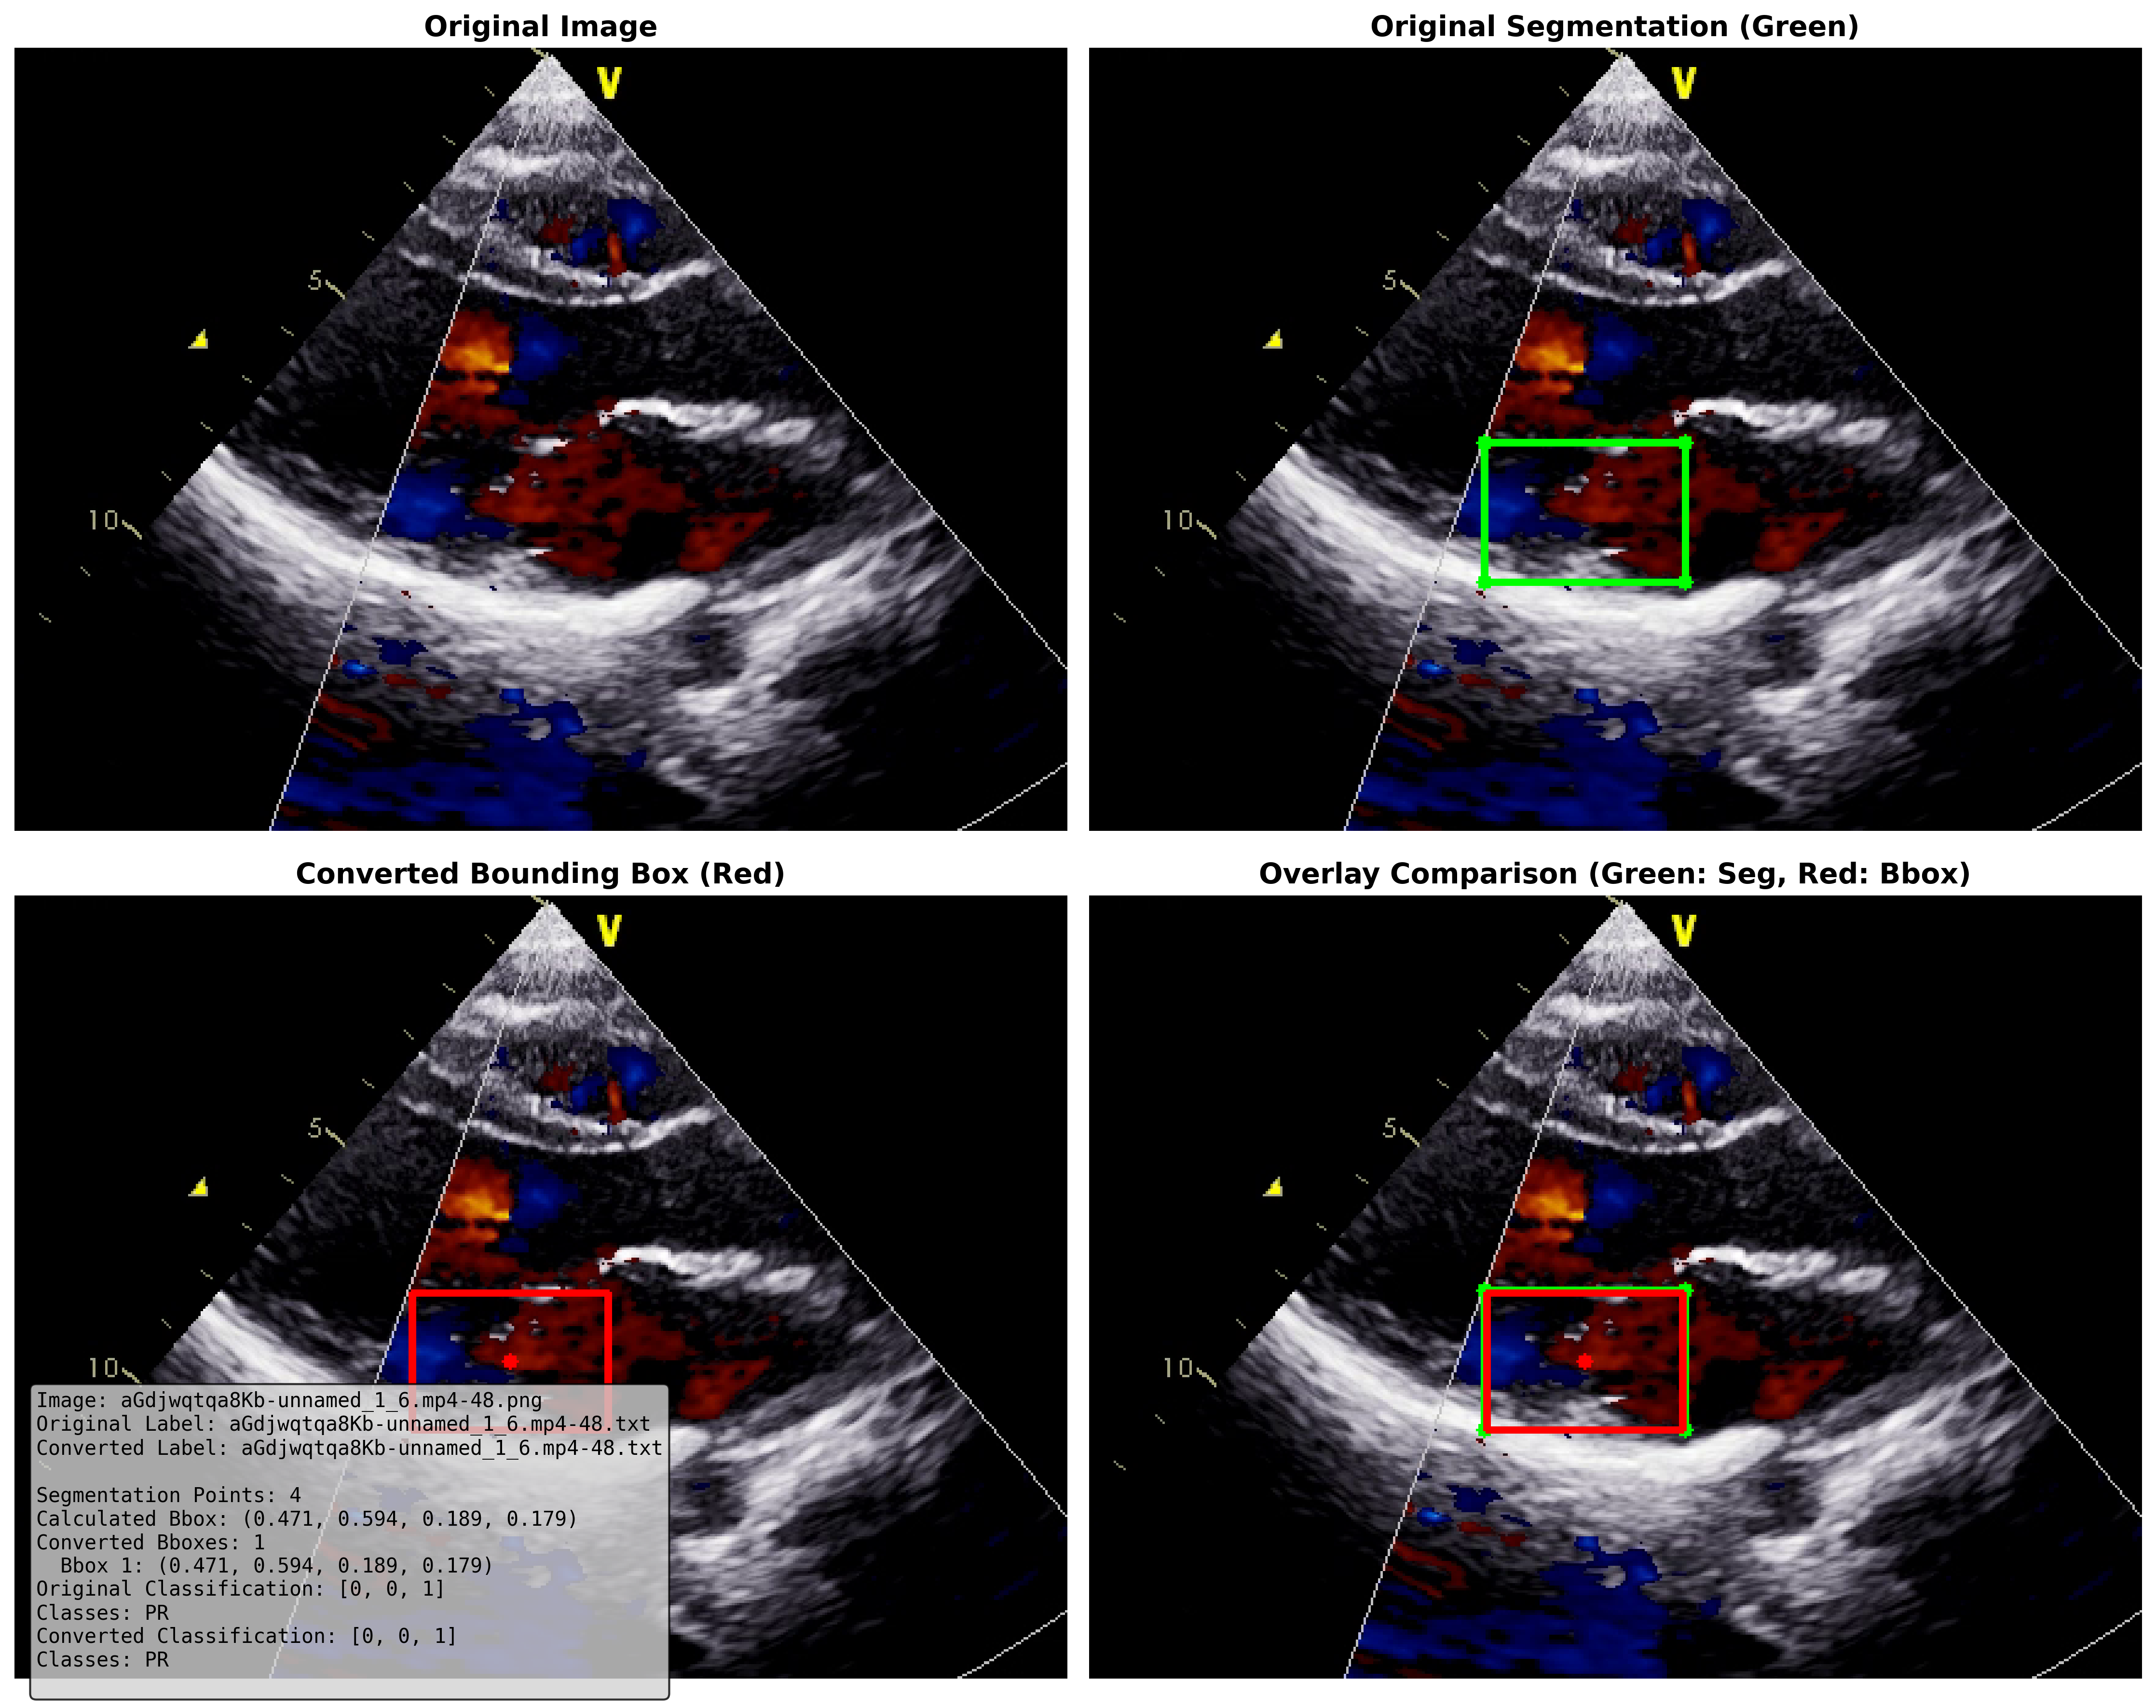 Original Image
Original Segmentation (Green)
V
5
10
V
5
10
Converted Bounding Box (Red)
Overlay Comparison (Green: Seg, Red: Bbox)
V
5
10
V
5
10
Image: aGdjwqtqa8Kb-unnamed_1_6.mp4-48.png
Original Label: aGdjwqtqa8Kb-unnamed_1_6.mp4-48.txt
Converted Label: aGdjwqtqa8Kb-unnamed_1_6.mp4-48.txt
Segmentation Points: 4
Calculated Bbox: (0.471, 0.594, 0.189, 0.179)
Converted Bboxes: 1
Bbox 1: (0.471, 0.594, 0.189, 0.179)
Original Classification: [0, 0, 1]
Classes: PR
Converted Classification: [0, 0, 1]
Classes: PR